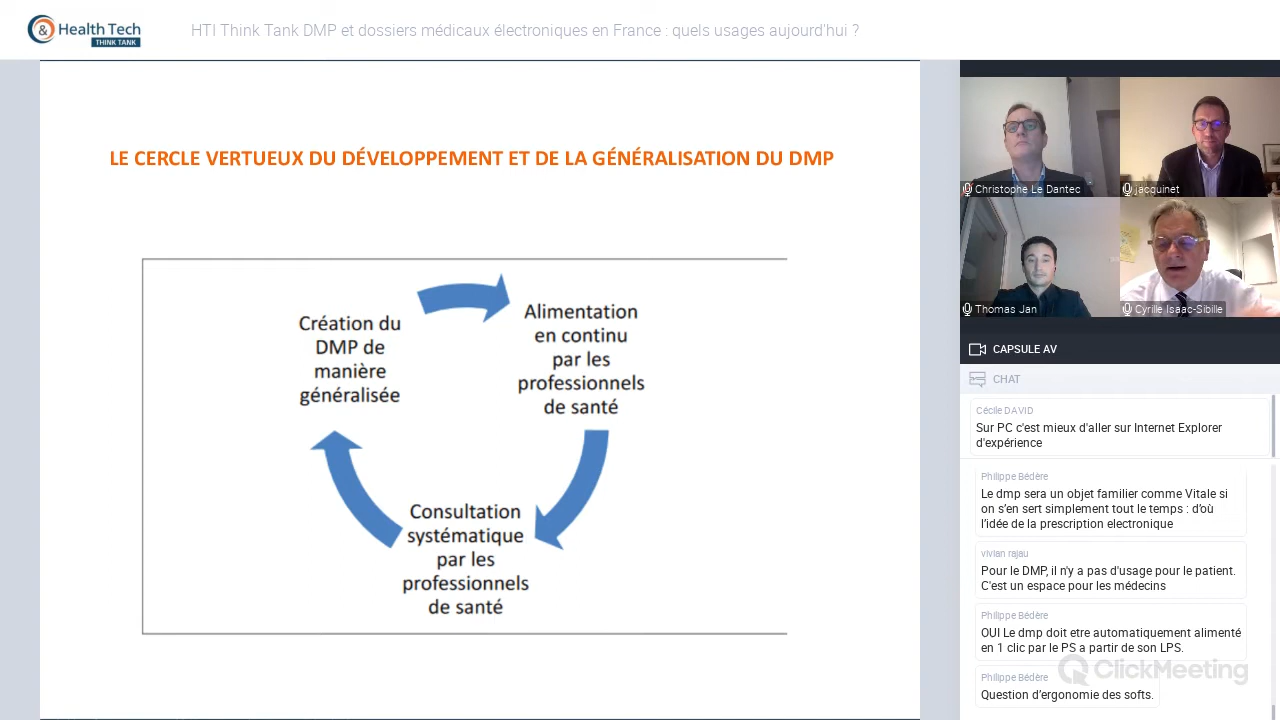 & Health Tech
THINK TANK
HTI Think Tank DMP et dossiers médicaux électroniques en France : quels usages aujourd'hui ?
LE CERCLE VERTUEUX DU DÉVELOPPEMENT ET DE LA GÉNÉRALISATION DU DMP
Création du
DMP de
manière
généralisée
Alimentation
en continu
par les
professionnels
de santé
Consultation
systématique
par les
professionnels
de santé
Christophe Le Dantec
jacquinet
Thomas Jan
Cyrille Isaac-Sibille
CAPSULE AV
CHAT
Cécile DAVID
Sur PC c'est mieux d'aller sur Internet Explorer
d'expérience
Philippe Bédère
Le dmp sera un objet familier comme Vitale si
on s’en sert simplement tout le temps : d’où
l’idée de la prescription electronique
vivian rajau
Pour le DMP, il n'y a pas d'usage pour le patient.
C'est un espace pour les médecins
Philippe Bédère
OUI Le dmp doit etre automatiquement alimenté
en 1 clic par le PS a partir de son LPS.
Philippe Bédère
Question d’ergonomie des softs.
ClickMeeting